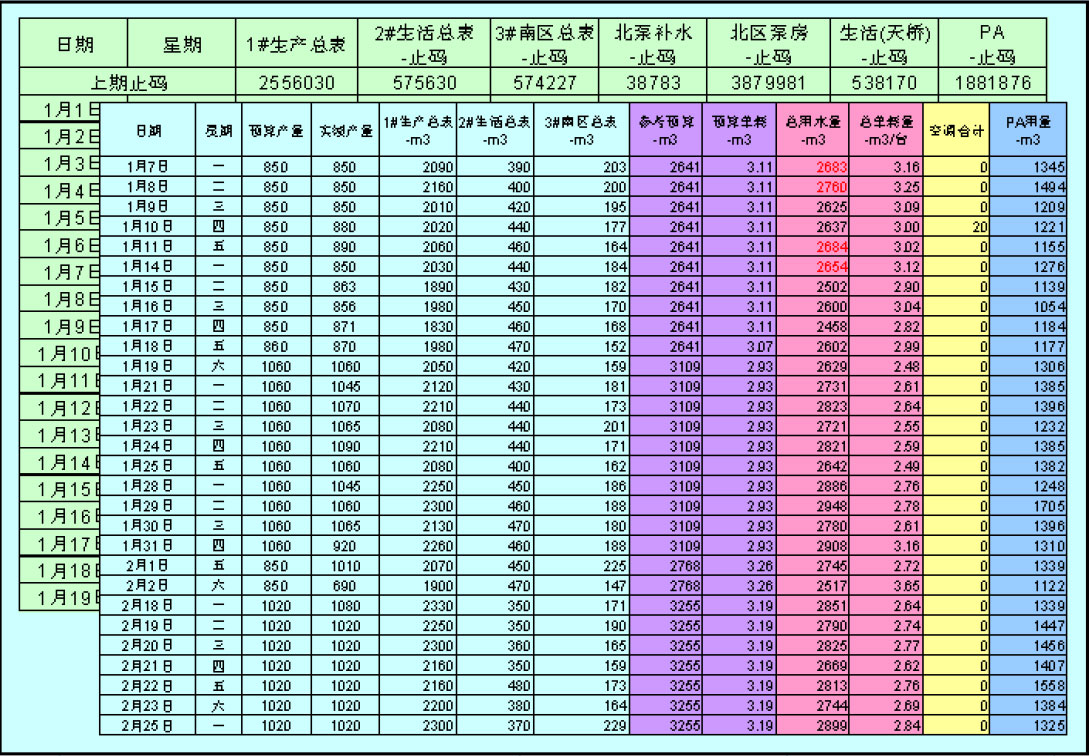 日期 星期 1#生产总表 2#生活总表-止码 3#南区总表-止码 北泵补水-止码 北区泵房-止码 生活(天桥)-止码 PA-止码
上期止码 2556030 575630 574227 38783 3879981 538170 1881876
1月1日
1月2日
1月3日
1月4日
1月5日
1月6日
1月7日
1月8日
1月9日
1月10日
1月11
1月12
1月13
1月14
1月15
1月16
1月17
1月18
1月19
日期 星期 预算产量 实际产量 1#生产总表-m3 2#生活总表-m3 3#南区总表-m3 参考预算-m3 预算单耗-m3 总用水量-m3 总单耗量-m3/台 空调合计 PA用量-m3
1月7日 一 850 850 2090 390 203 2641 3.11 2683 3.16 0 1345
1月8日 二 850 850 2160 400 200 2641 3.11 2760 3.25 0 1494
1月9日 三 850 850 2010 420 195 2641 3.11 2625 3.09 0 1209
1月10日 四 850 880 2020 440 177 2641 3.11 2637 3.00 20 1221
1月11日 五 850 890 2060 460 164 2641 3.11 2684 3.02 0 1155
1月14日 一 850 850 2030 440 184 2641 3.11 2654 3.12 0 1276
1月15日 二 850 863 1890 430 182 2641 3.11 2502 2.90 0 1139
1月16日 三 850 856 1980 450 170 2641 3.11 2600 3.04 0 1054
1月17日 四 850 871 1830 460 168 2641 3.11 2458 2.82 0 1184
1月18日 五 860 870 1980 470 152 2641 3.07 2602 2.99 0 1177
1月19日 六 1060 1060 2050 420 159 3109 2.93 2629 2.48 0 1306
1月21日 一 1060 1045 2120 430 181 3109 2.93 2731 2.61 0 1385
1月22日 二 1060 1070 2210 440 173 3109 2.93 2823 2.64 0 1396
1月23日 三 1060 1065 2080 440 201 3109 2.93 2721 2.55 0 1232
1月24日 四 1060 1090 2210 440 171 3109 2.93 2821 2.59 0 1385
1月25日 五 1060 1060 2080 400 162 3109 2.93 2642 2.49 0 1382
1月28日 一 1060 1045 2250 450 186 3109 2.93 2886 2.76 0 1248
1月29日 二 1060 1060 2300 460 188 3109 2.93 2948 2.78 0 1705
1月30日 三 1060 1065 2130 470 180 3109 2.93 2780 2.61 0 1396
1月31日 四 1060 920 2260 460 188 3109 2.93 2908 3.16 0 1310
2月1日 五 850 1010 2070 450 225 2768 3.26 2745 2.72 0 1339
2月2日 六 850 690 1900 470 147 2768 3.26 2517 3.65 0 1122
2月18日 一 1020 1080 2330 350 171 3255 3.19 2851 2.64 0 1339
2月19日 二 1020 1020 2250 350 190 3255 3.19 2790 2.74 0 1447
2月20日 三 1020 1020 2300 360 165 3255 3.19 2825 2.77 0 1456
2月21日 四 1020 1020 2160 350 159 3255 3.19 2669 2.62 0 1407
2月22日 五 1020 1020 2160 480 173 3255 3.19 2813 2.76 0 1558
2月23日 六 1020 1020 2200 380 164 3255 3.19 2744 2.69 0 1384
2月25日 一 1020 1020 2300 370 229 3255 3.19 2899 2.84 0 1325